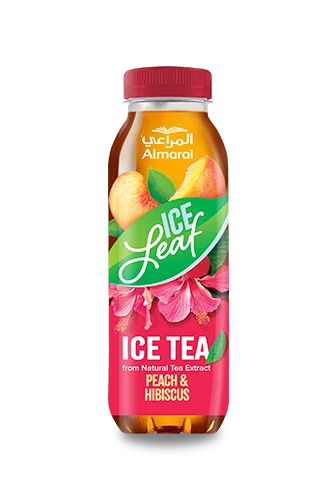 المراعي
Almarai
ICE
Leaf
ICE TEA
from Natural Tea Extract
PEACH &
HIBISCUS